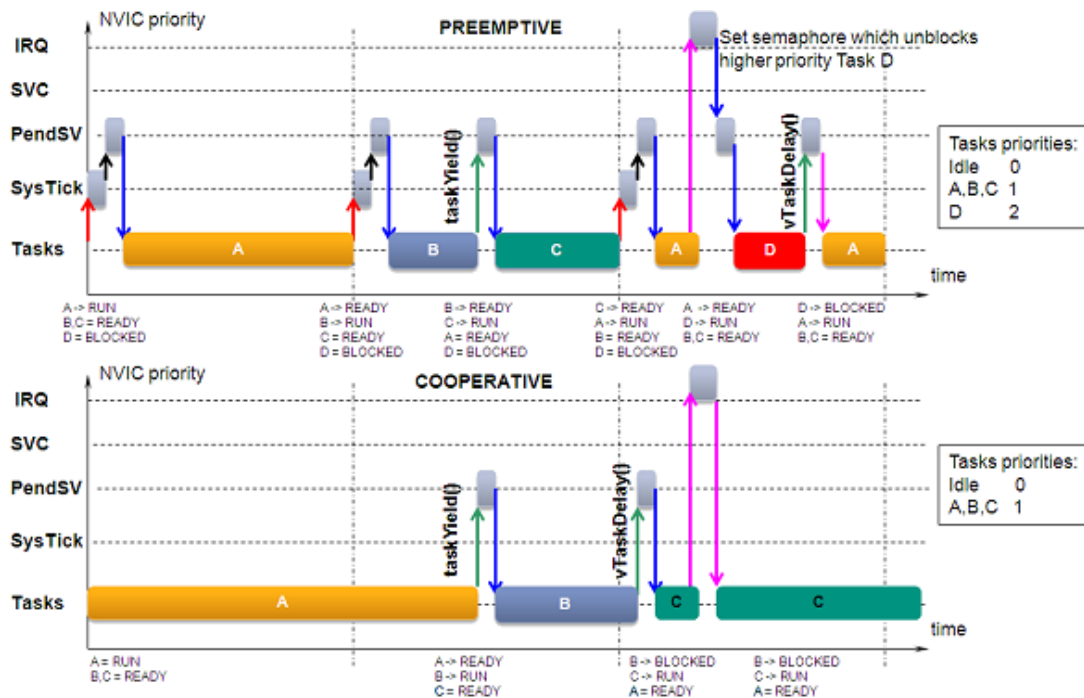 NVIC priority
PREEMPTIVE
IRQ
Set semaphore which unblocks
higher priority Task D
SVC
PendSV
SysTick
Tasks
taskYield()
vTaskDelay()
A
B
C
A
D
A
time
Tasks priorities:
Idle 0
A,B,C 1
D 2
A -> RUN
B,C = READY
D = BLOCKED
A -> READY
B -> RUN
C = READY
D = BLOCKED
B -> READY
C -> RUN
A = READY
D = BLOCKED
C -> READY
A -> RUN
B = READY
D = BLOCKED
A -> READY
D -> RUN
B,C = READY
D -> BLOCKED
A -> RUN
B,C = READY
NVIC priority
COOPERATIVE
IRQ
SVC
PendSV
SysTick
Tasks
taskYield()
vTaskDelay()
A
B
C
C
time
Tasks priorities:
Idle 0
A,B,C 1
A = RUN
B,C = READY
A -> READY
B -> RUN
C = READY
B -> BLOCKED
C -> RUN
A = READY
B -> BLOCKED
C -> RUN
A = READY